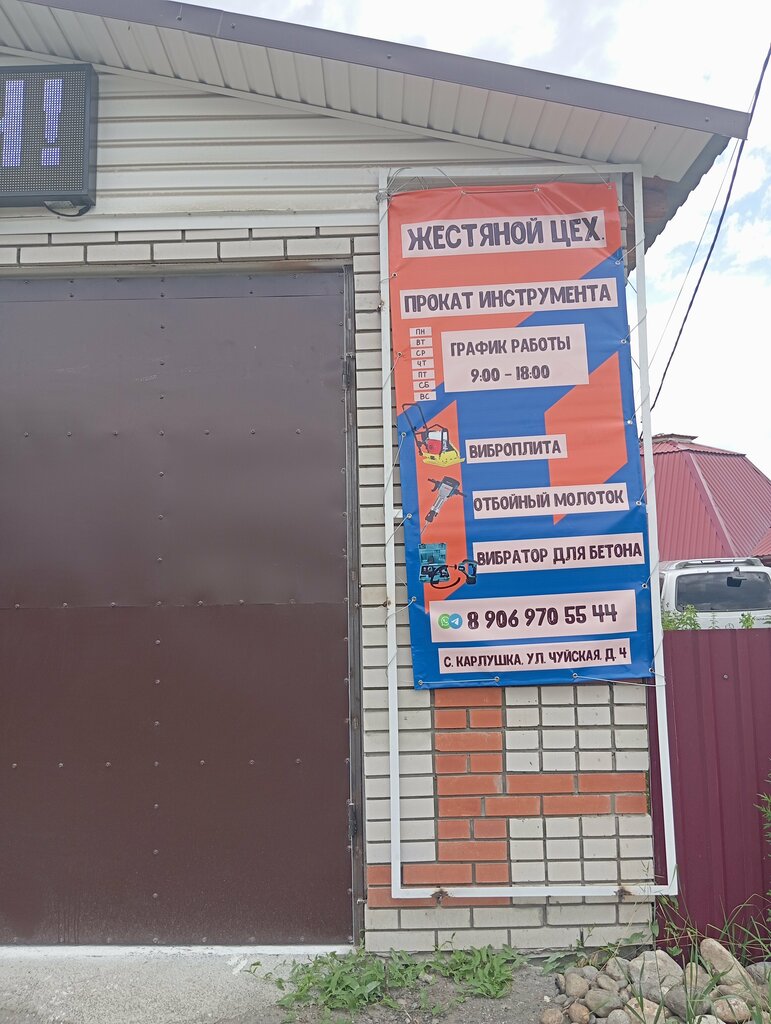 !
ЖЕСТЯНОЙ ЦЕХ
ПРОКАТ ИНСТРУМЕНТА
ПН
ВТ
СР
ЧТ
ПТ
СБ
ВС
ГРАФИК РАБОТЫ
9:00 - 18:00
ВИБРОПЛИТА
ОТБОЙНЫЙ МОЛОТОК
ВИБРАТОР ДЛЯ БЕТОНА
8 906 970 55 44
С. КАРЛУШКА, УЛ. ЧУЙСКАЯ, Д. 4